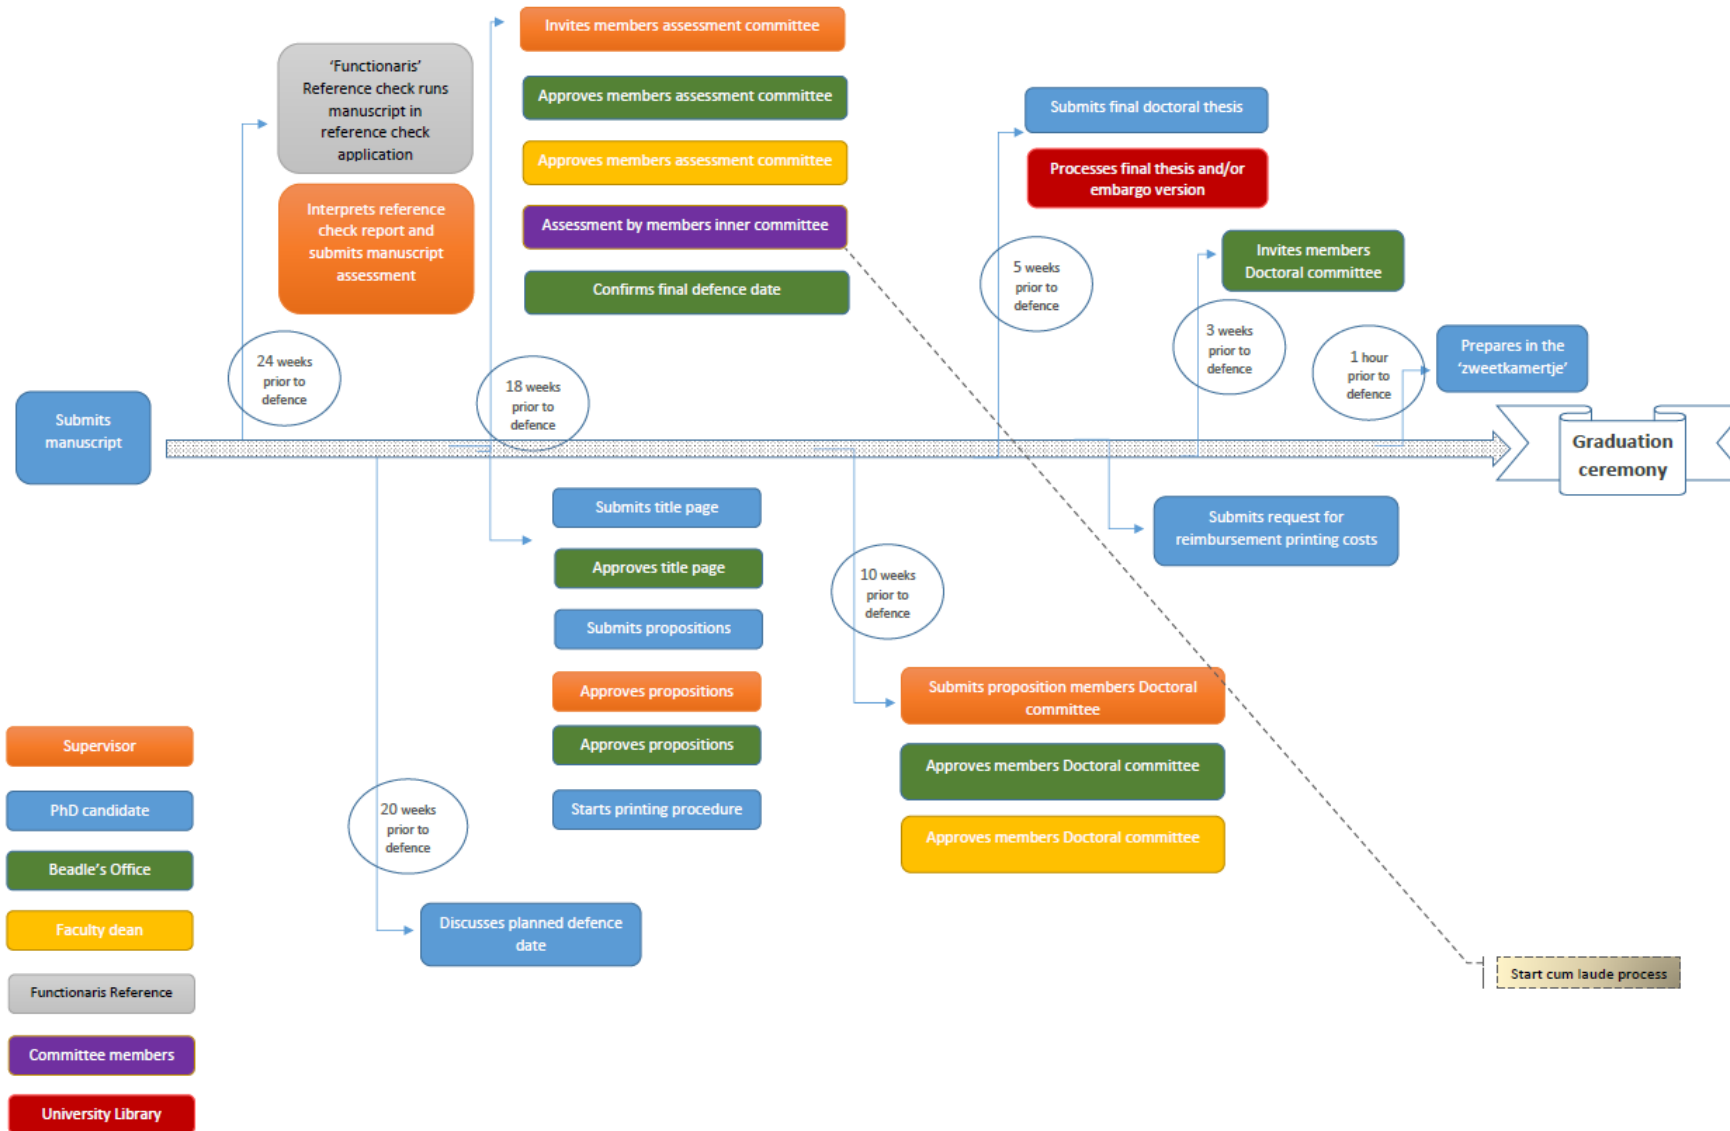 Submits
manuscript
24 weeks
prior to
defence
'Functionaris'
Reference check runs
manuscript in
reference check
application
Interprets reference
check report and
submits manuscript
assessment
20 weeks
prior to
defence
Discusses planned defence
date
18 weeks
prior to
defence
Invites members assessment committee
Approves members assessment committee
Approves members assessment committee
Assessment by members inner committee
Confirms final defence date
Submits title page
Approves title page
Submits propositions
Approves propositions
Approves propositions
Starts printing procedure
10 weeks
prior to
defence
Submits proposition members Doctoral
committee
Approves members Doctoral committee
Approves members Doctoral committee
5 weeks
prior to
defence
Submits final doctoral thesis
Processes final thesis and/or
embargo version
Submits request for
reimbursement printing costs
3 weeks
prior to
defence
Invites members
Doctoral committee
1 hour
prior to
defence
Prepares in the
'zweetkamertje'
Graduation
ceremony
Start cum laude process
Supervisor
PhD candidate
Beadle's Office
Faculty dean
Functionaris Reference
Committee members
University Library